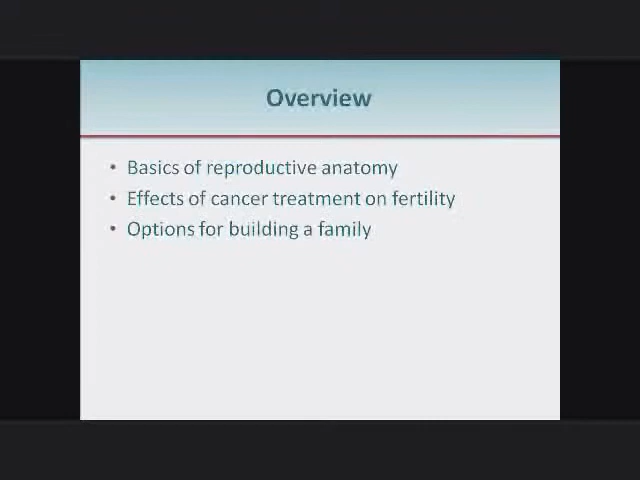 Overview
• Basics of reproductive anatomy
• Effects of cancer treatment on fertility
• Options for building a family